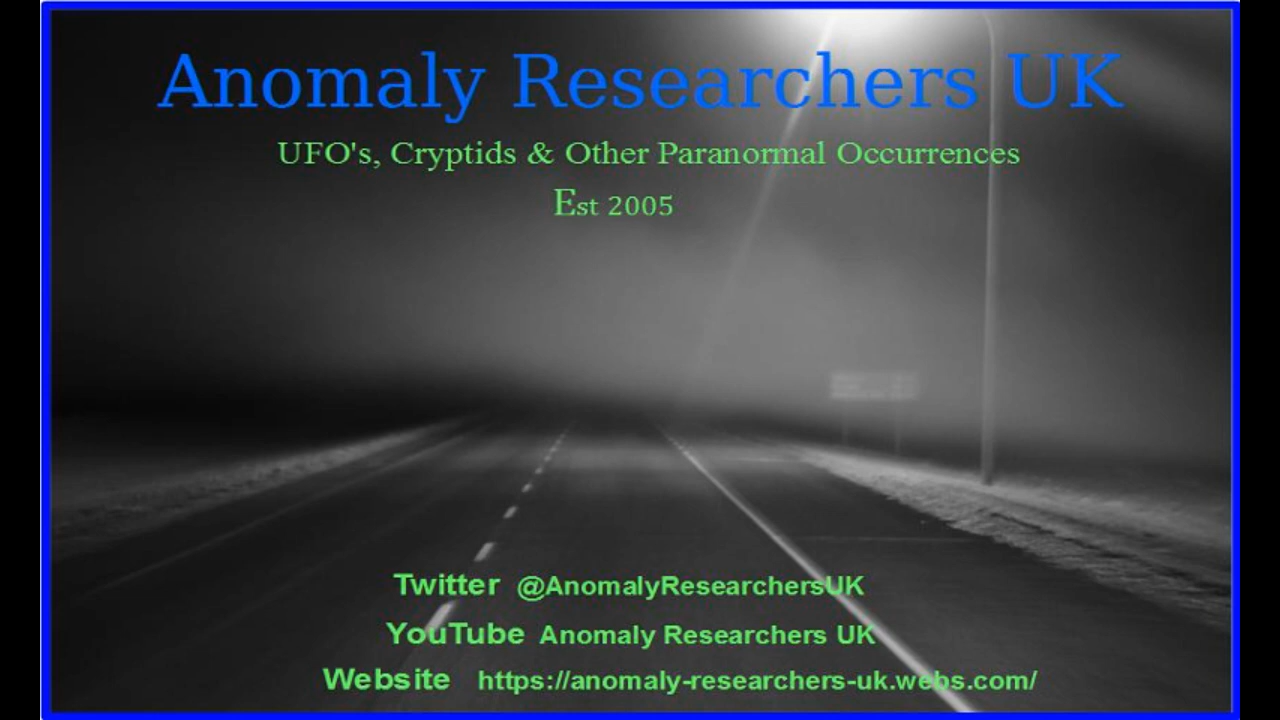 Anomaly Researchers UK
UFO's, Cryptids & Other Paranormal Occurrences
Est 2005
Twitter @AnomalyResearchersUK
YouTube Anomaly Researchers UK
Website https://anomaly-researchers-uk.webs.com/